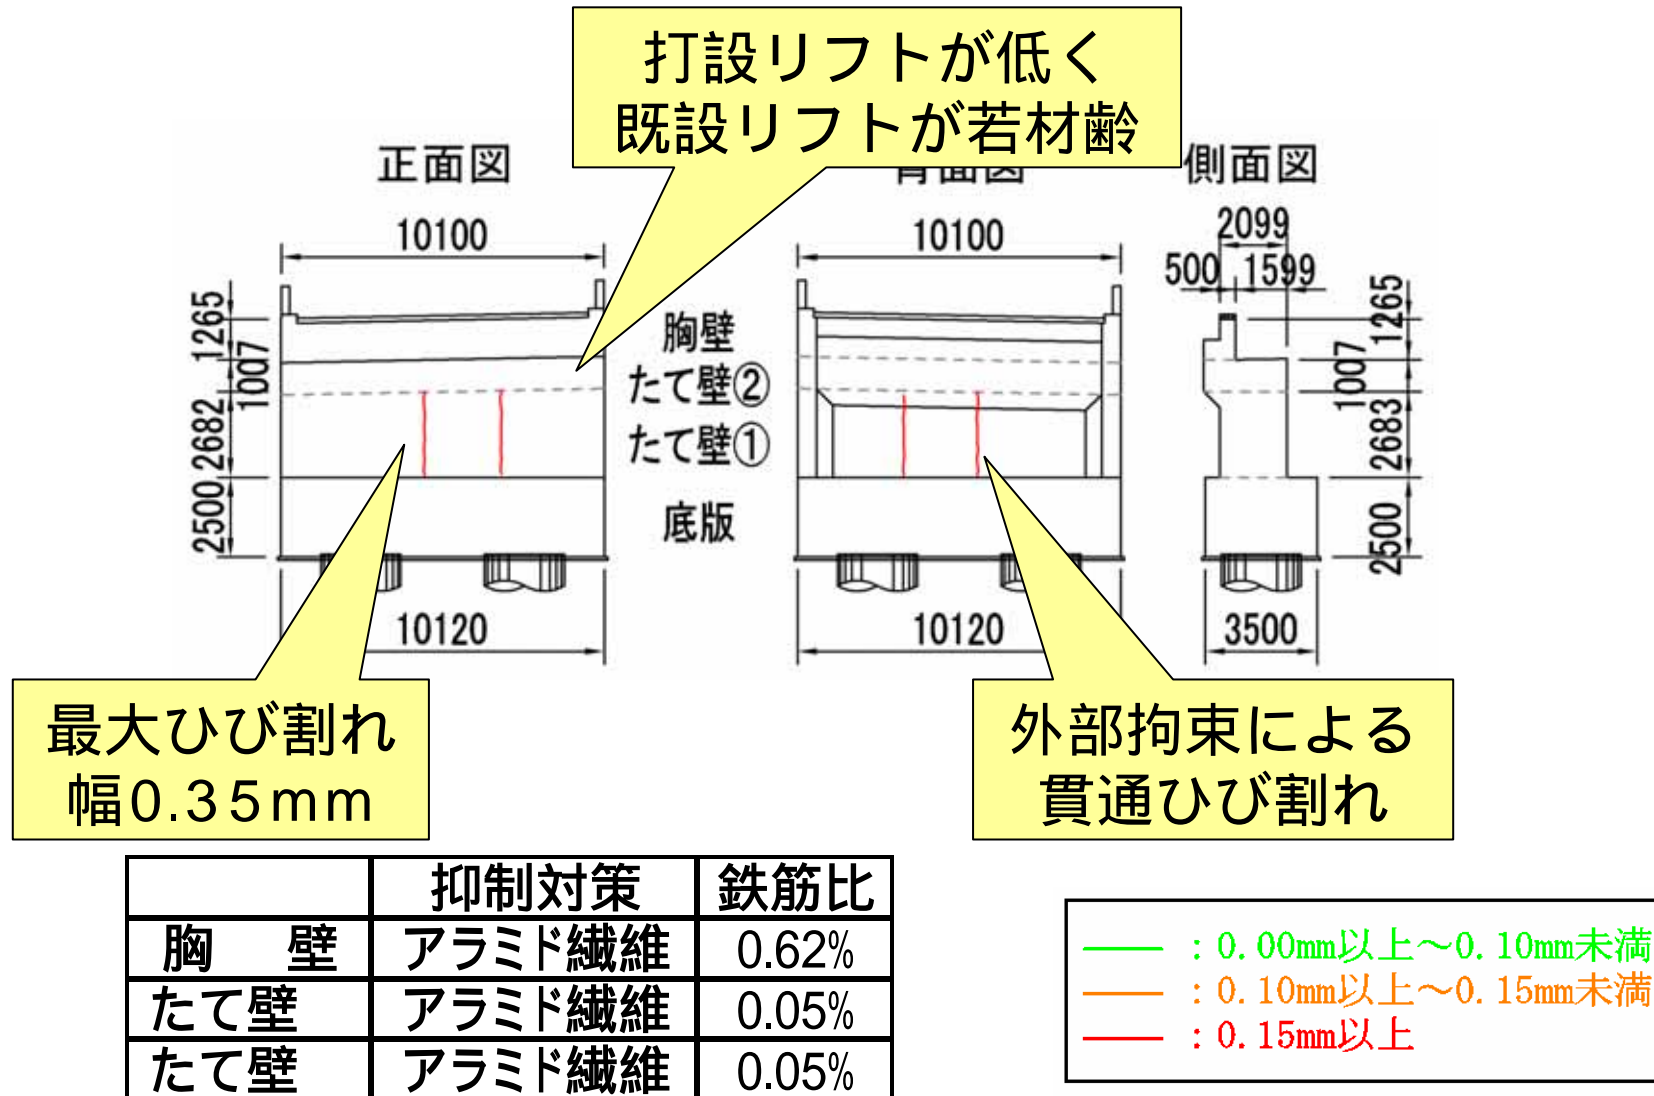 打設リフトが低く
既設リフトが若材齢
正面図
背面図
側面図
10100
10100
2099
500
1599
1265
1007
2682
2500
胸壁
たて壁②
たて壁①
底版
1265
1007
2683
2500
10120
10120
3500
最大ひび割れ
幅0.35mm
外部拘束による
貫通ひび割れ
抑制対策 鉄筋比
胸 壁 アラミド繊維 0.62%
たて壁 アラミド繊維 0.05%
たて壁 アラミド繊維 0.05%
：0.00mm以上～0.10mm未満
：0.10mm以上～0.15mm未満
：0.15mm以上